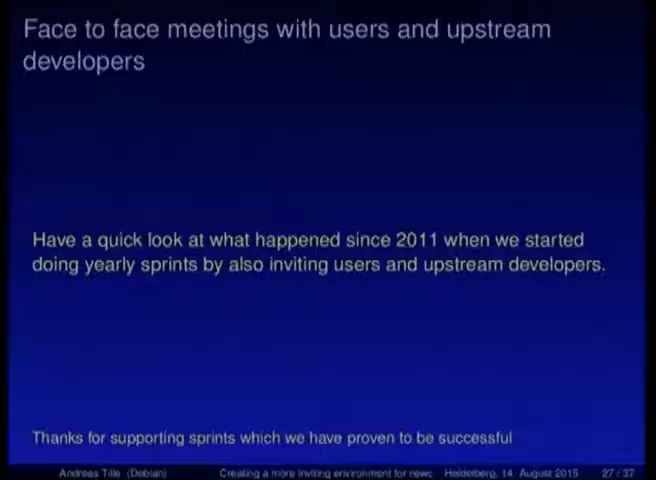 Face to face meetings with users and upstream
developers
Have a quick look at what happened since 2011 when we started
doing yearly sprints by also inviting users and upstream developers.
Thanks for supporting sprints which we have proven to be successful
Andreas Tille (Debian) Creating a more inviting environment for newc Heidelberg, 14. August 2015 27 / 37